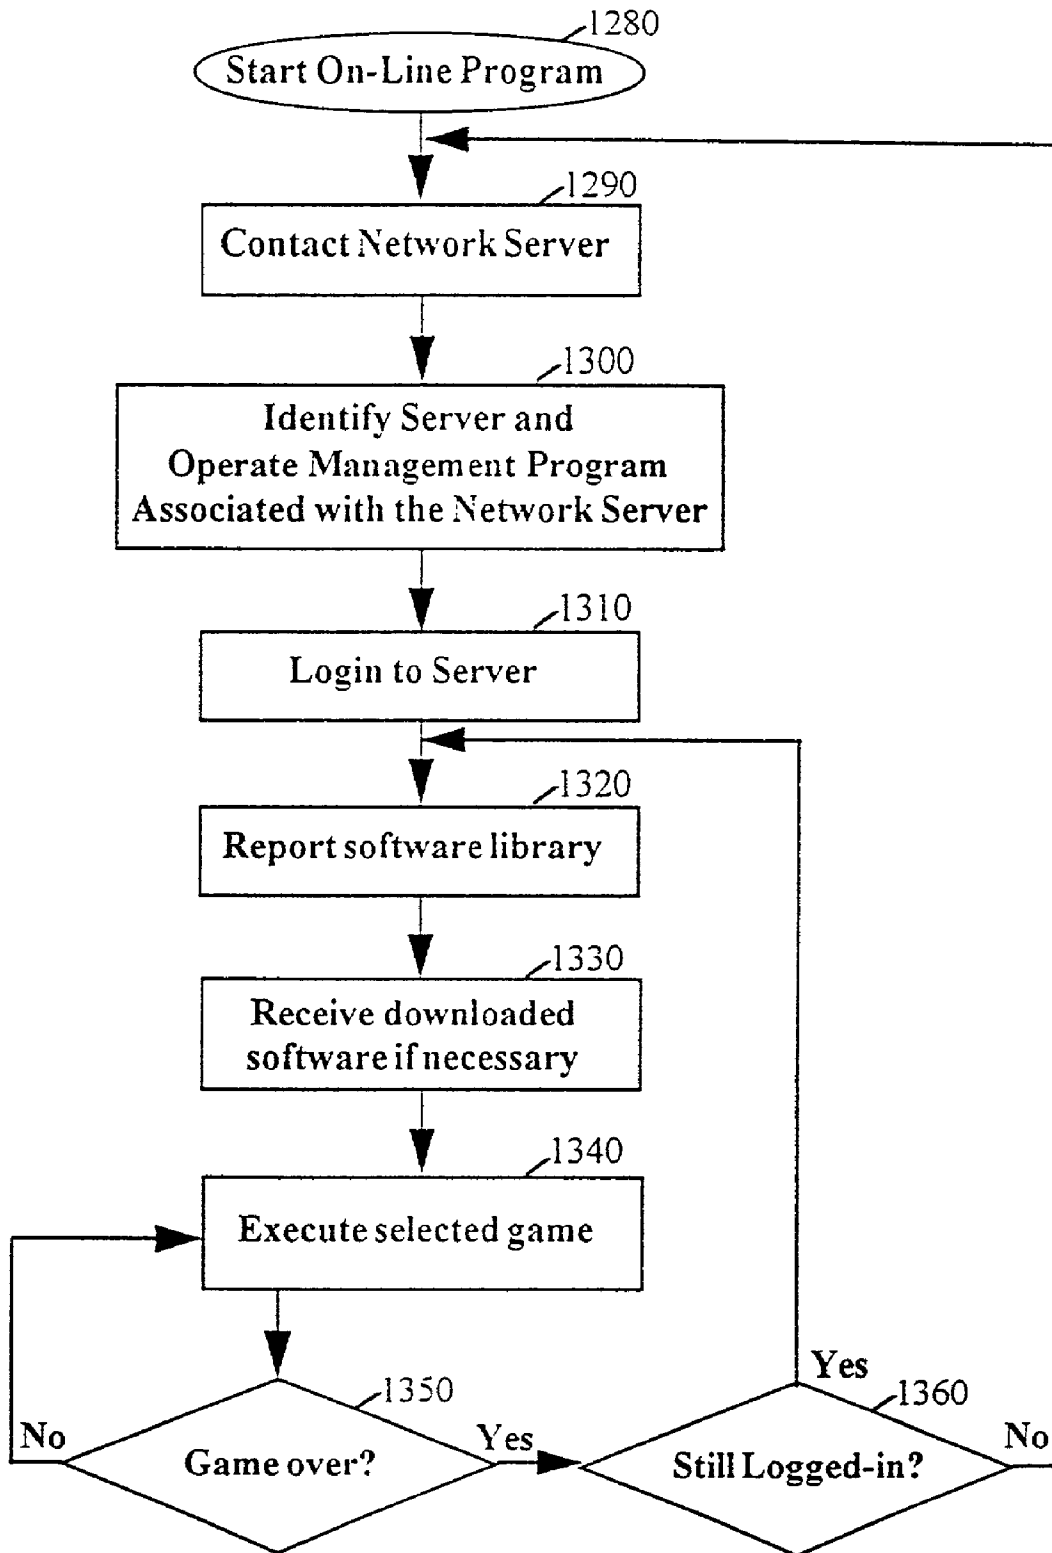 1280
Start On-Line Program
1290
Contact Network Server
1300
Identify Server and
Operate Management Program
Associated with the Network Server
1310
Login to Server
1320
Report software library
1330
Receive downloaded
software if necessary
1340
Execute selected game
1350
No
Game over?
Yes
Yes
1360
Still Logged-in?
No